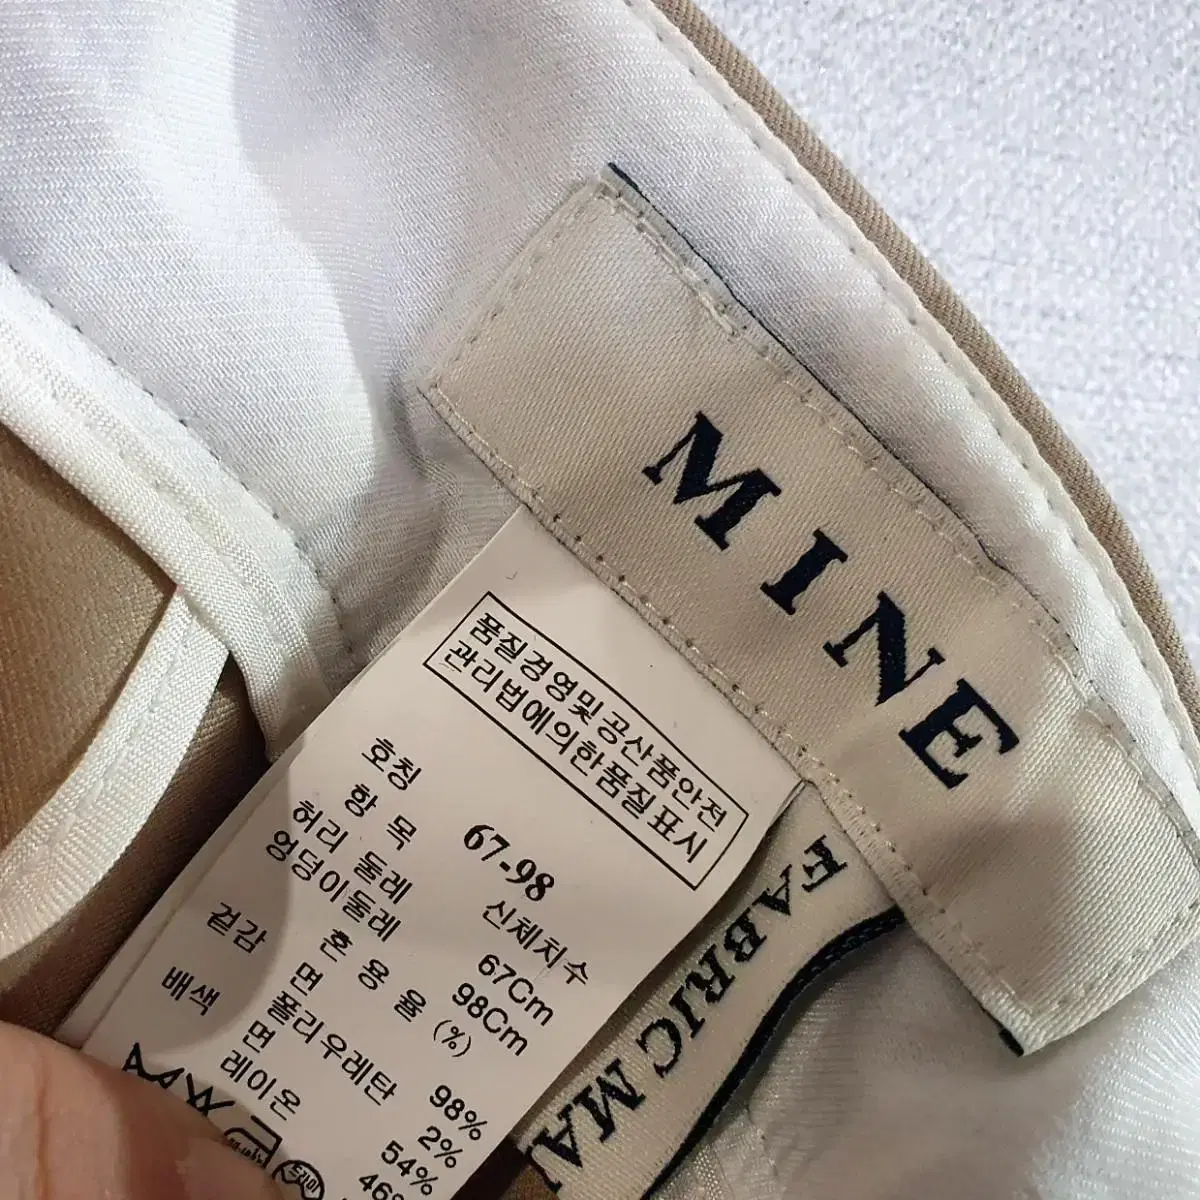 MINE
품질경영및공산품안전
관리법에의한품질표시
호칭 67-98
항 목 신체치수
허리 둘레 67Cm
엉덩이둘레 98Cm
혼 용 율 (%)
겉감 면 98%
폴리우레탄 2%
배색 면 54%
레이온 46%
FABRIC MA